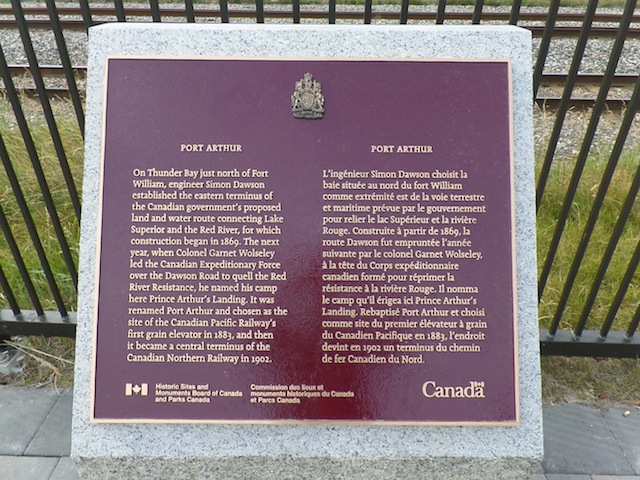 PORT ARTHUR
On Thunder Bay just north of Fort
William, engineer Simon Dawson
established the eastern terminus of
the Canadian government's proposed
land and water route connecting Lake
Superior and the Red River, for which
construction began in 1869. The next
year, when Colonel Garnet Wolseley
led the Canadian Expeditionary Force
over the Dawson Road to quell the Red
River Resistance, he named his camp
here Prince Arthur's Landing. It was
renamed Port Arthur and chosen as the
site of the Canadian Pacific Railway's
first grain elevator in 1883, and then
it became a central terminus of the
Canadian Northern Railway in 1902.
PORT ARTHUR
L'ingénieur Simon Dawson choisit la
baie située au nord du fort William
comme extrémité est de la voie terrestre
et maritime prévue par le gouvernement
pour relier le lac Supérieur et la rivière
Rouge. Construite à partir de 1869, la
route Dawson fut empruntée l'année
suivante par le colonel Garnet Wolseley,
à la tête du Corps expéditionnaire
canadien formé pour réprimer la
résistance à la rivière Rouge. Il nomma
le camp qu'il érigea ici Prince Arthur's
Landing. Rebaptisé Port Arthur et choisi
comme site du premier élévateur à grain
du Canadien Pacifique en 1883, l'endroit
devint en 1902 un terminus du chemin
de fer Canadien du Nord.
Historic Sites and
Monuments Board of Canada
and Parks Canada
Commission des lieux et
monuments historiques du Canada
et Parcs Canada
Canada